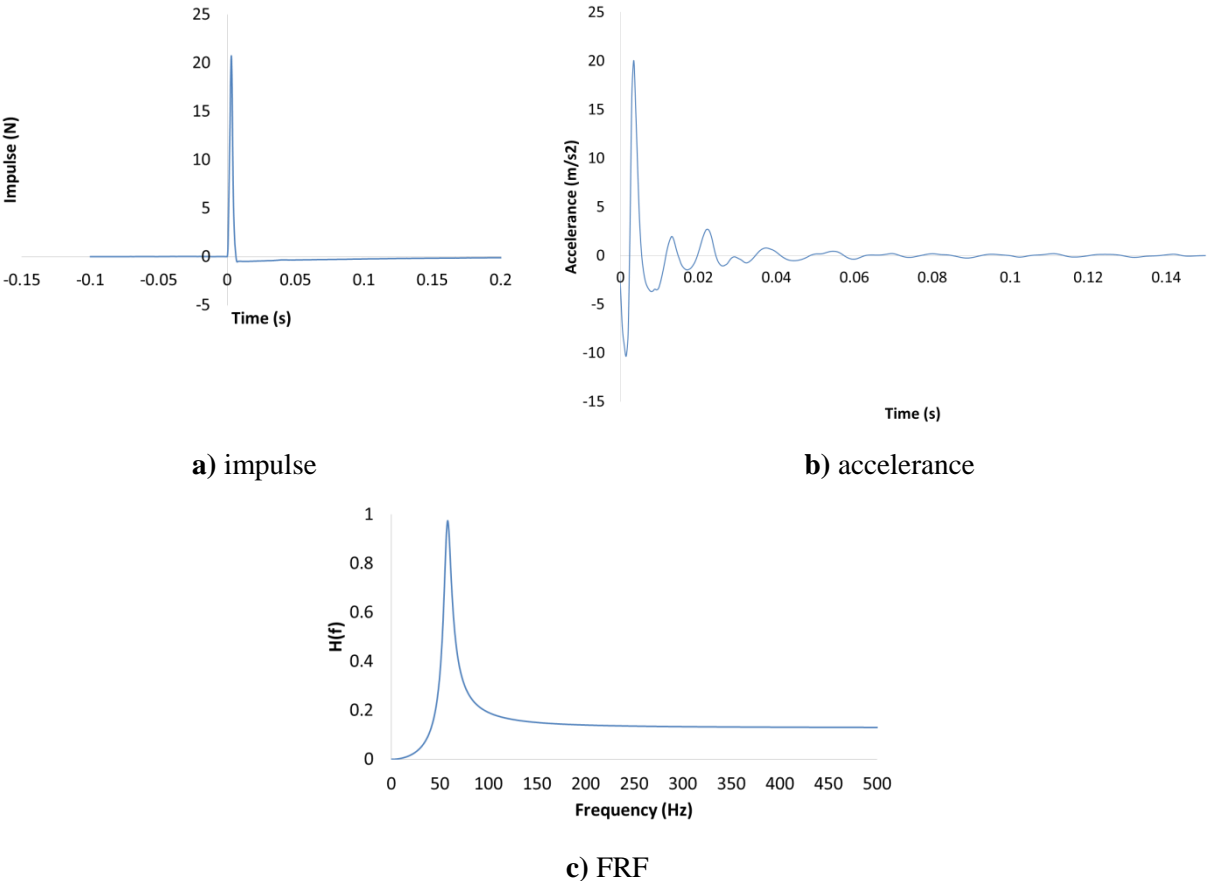 25
20
15
10
5
0
-5
-0.15 -0.1 -0.05 0 0.05 0.1 0.15 0.2
Impulse (N)
Time (s)
25
20
15
10
5
0
-5
-10
-15
0 0.02 0.04 0.06 0.08 0.1 0.12 0.14
Accelerance (m/s2)
Time (s)
a) impulse
b) accelerance
1
0.8
0.6
0.4
0.2
0
H(f)
0 50 100 150 200 250 300 350 400 450 500
Frequency (Hz)
c) FRF